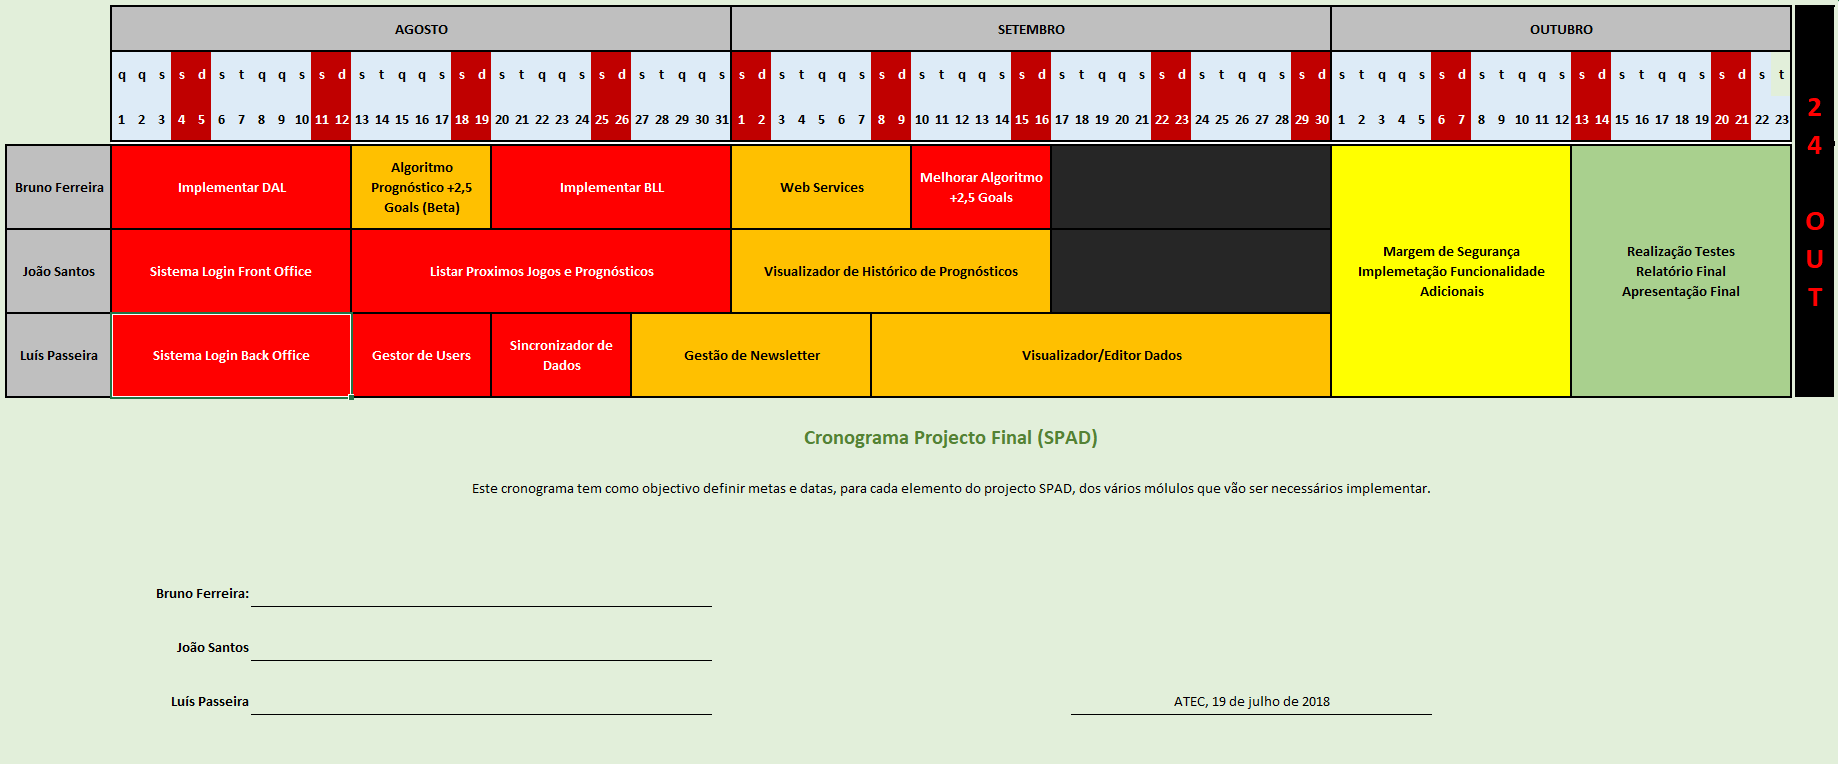 AGOSTO SETEMBRO OUTUBRO
q q s s d s t q q s s d s t q q s s d s t q q s s d s t q q s s d s t q q s s d s t q q s s d s t q q s s d s t q q s s d s t q q s s d s t q q s s d s t q q s s d s t
1 2 3 4 5 6 7 8 9 10 11 12 13 14 15 16 17 18 19 20 21 22 23 24 25 26 27 28 29 30 31 1 2 3 4 5 6 7 8 9 10 11 12 13 14 15 16 17 18 19 20 21 22 23 24 25 26 27 28 29 30 1 2 3 4 5 6 7 8 9 10 11 12 13 14 15 16 17 18 19 20 21 22 23
Bruno Ferreira
Implementar DAL
Algoritmo
Prognóstico +2,5
Goals (Beta)
Implementar BLL
Web Services
Melhorar Algoritmo
+2,5 Goals
João Santos
Sistema Login Front Office
Listar Proximos Jogos e Prognósticos
Visualizador de Histórico de Prognósticos
Luís Passeira
Sistema Login Back Office
Gestor de Users
Sincronizador de
Dados
Gestão de Newsletter
Visualizador/Editor Dados
Margem de Segurança
Implemetação Funcionalidade
Adicionais
Realização Testes
Relatório Final
Apresentação Final
24 OUT
Cronograma Projecto Final (SPAD)
Este cronograma tem como objectivo definir metas e datas, para cada elemento do projecto SPAD, dos vários mólulos que vão ser necessários implementar.
Bruno Ferreira:
João Santos
Luís Passeira
ATEC, 19 de julho de 2018